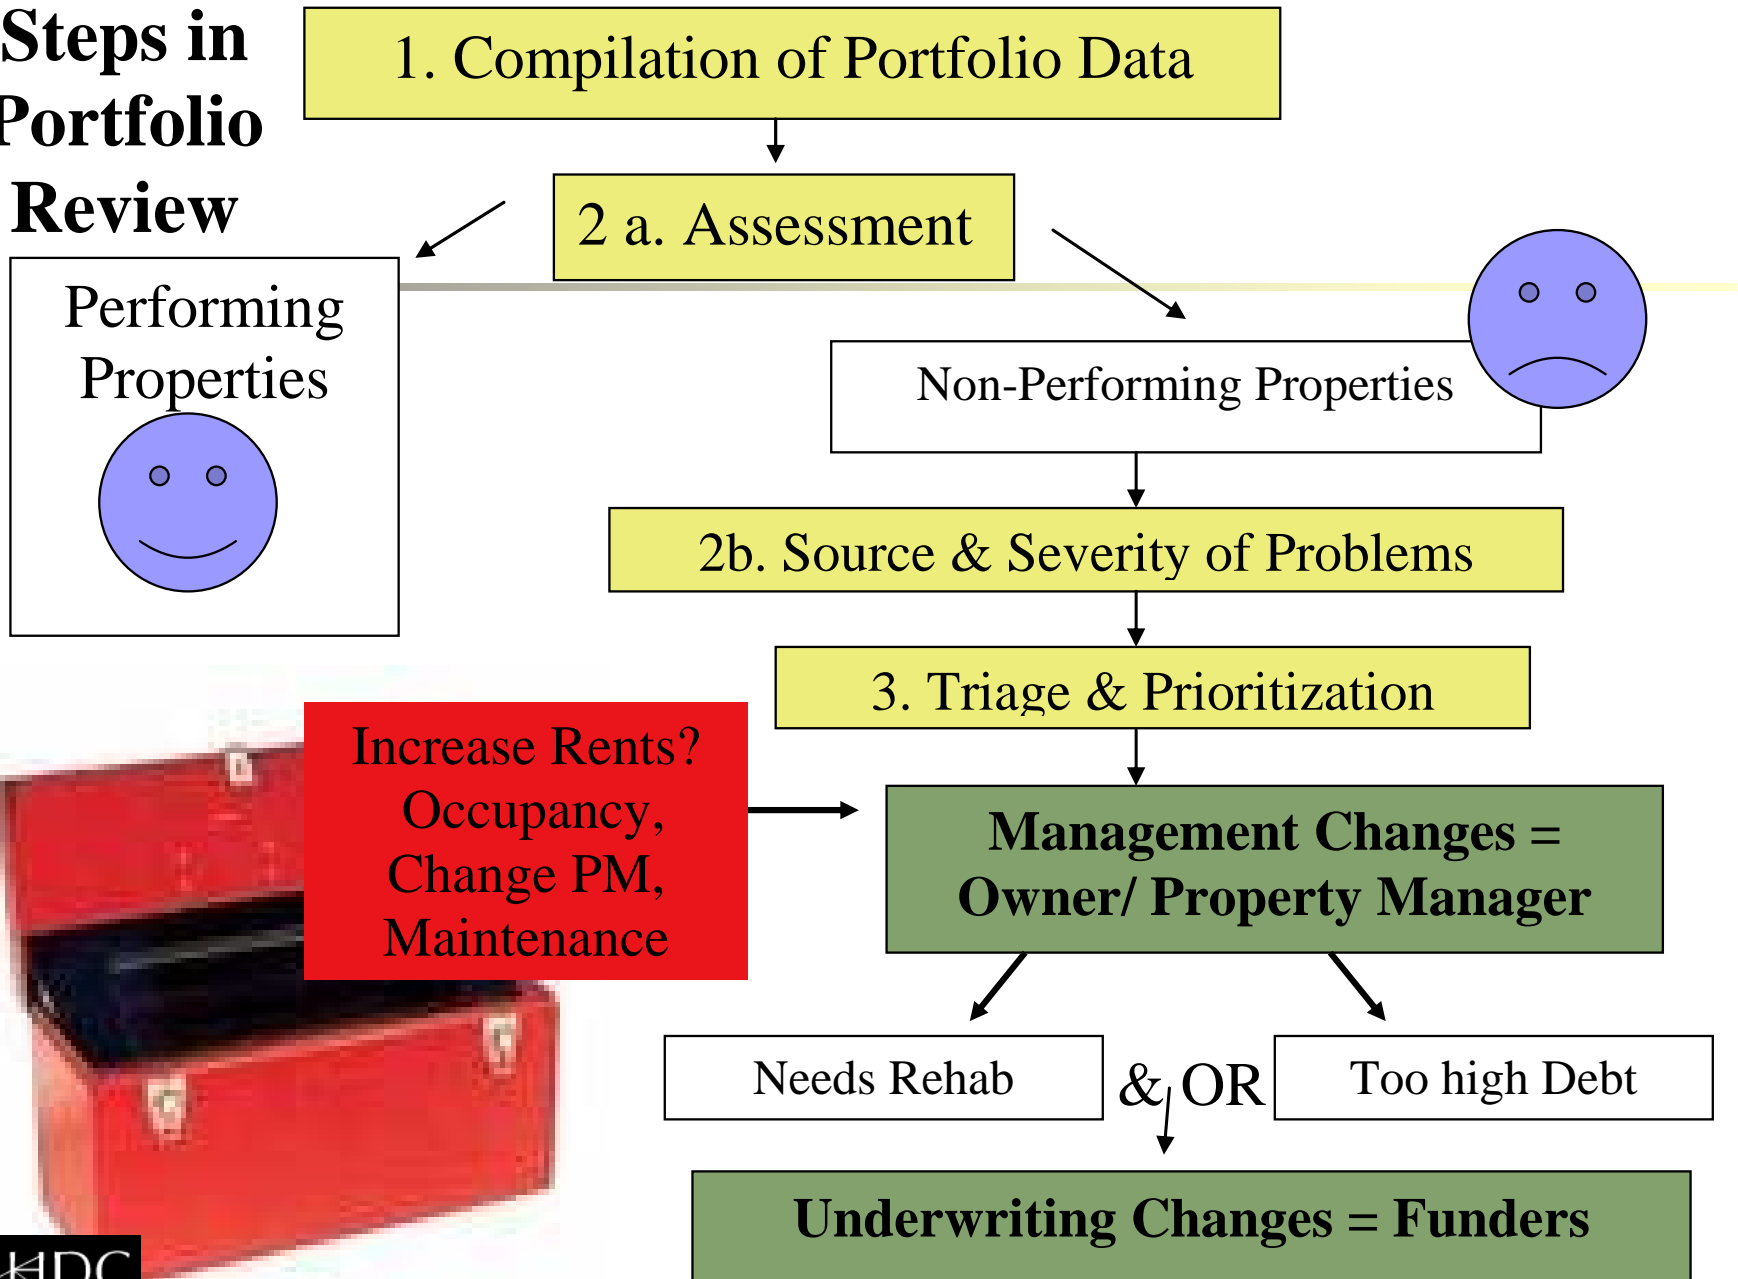 Steps in
Portfolio
Review
1. Compilation of Portfolio Data
2 a. Assessment
Performing
Properties
Non-Performing Properties
2b. Source & Severity of Problems
3. Triage & Prioritization
Increase Rents?
Occupancy,
Change PM,
Maintenance
Management Changes =
Owner/ Property Manager
Needs Rehab
& OR
Too high Debt
Underwriting Changes = Funders
HDC